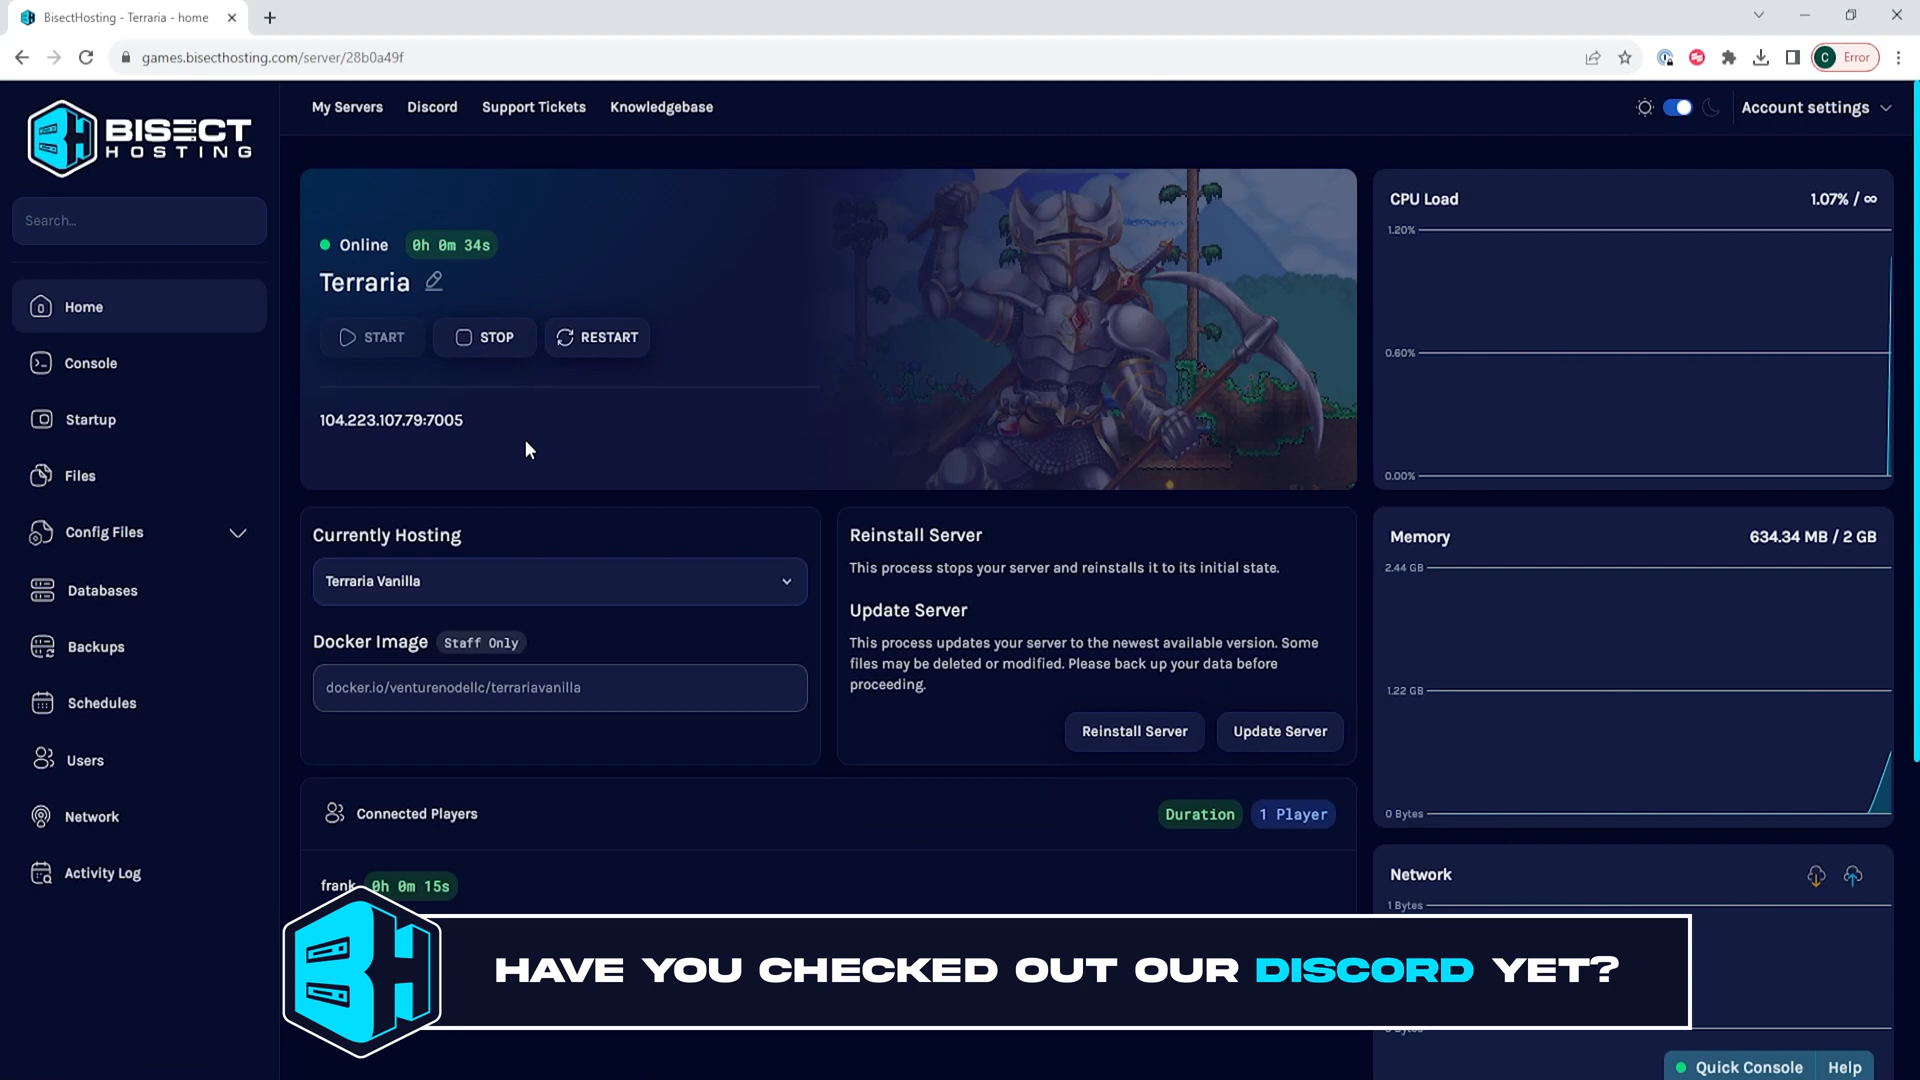 BisectHosting - Terraria - home
games.bisecthosting.com/server/28b0a49f
C Error
BISECT
HOSTING
My Servers
Discord
Support Tickets
Knowledgebase
Account settings
Search...
Home
Console
Startup
Files
Config Files
Databases
Backups
Schedules
Users
Network
Activity Log
Online 0h 0m 34s
Terraria
START STOP RESTART
104.223.107.79:7005
Currently Hosting
Terraria Vanilla
Docker Image Staff Only
docker.io/venturenodellc/terrariavanilla
Reinstall Server
This process stops your server and reinstalls it to its initial state.
Update Server
This process updates your server to the newest available version. Some
files may be deleted or modified. Please back up your data before
proceeding.
Reinstall Server Update Server
Connected Players
Duration 1 Player
frank 0h 0m 15s
CPU Load 1.07% / ∞
1.20%
0.60%
0.00%
Memory 634.34 MB / 2 GB
2.44 GB
1.22 GB
0 Bytes
Network
1 Bytes
HAVE YOU CHECKED OUT OUR DISCORD YET?
Quick Console Help